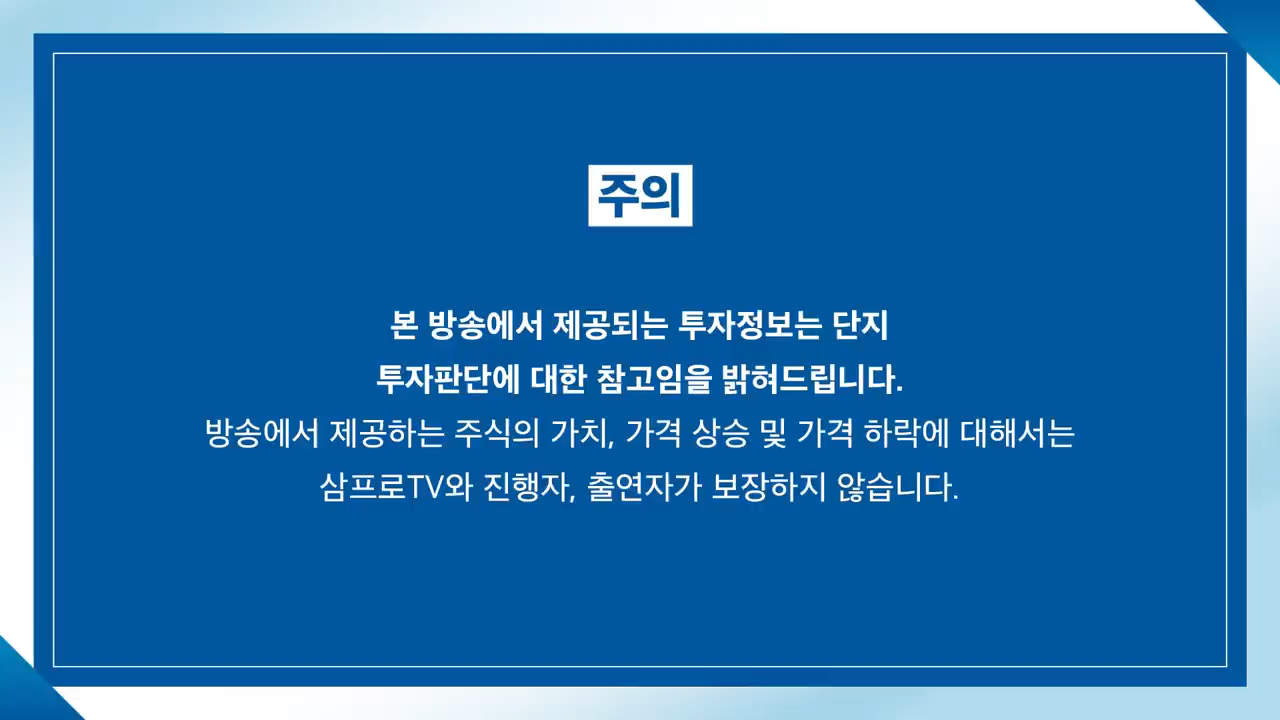 주의
본 방송에서 제공되는 투자정보는 단지
투자판단에 대한 참고임을 밝혀드립니다.
방송에서 제공하는 주식의 가치, 가격 상승 및 가격 하락에 대해서는
삼프로TV와 진행자, 출연자가 보장하지 않습니다.